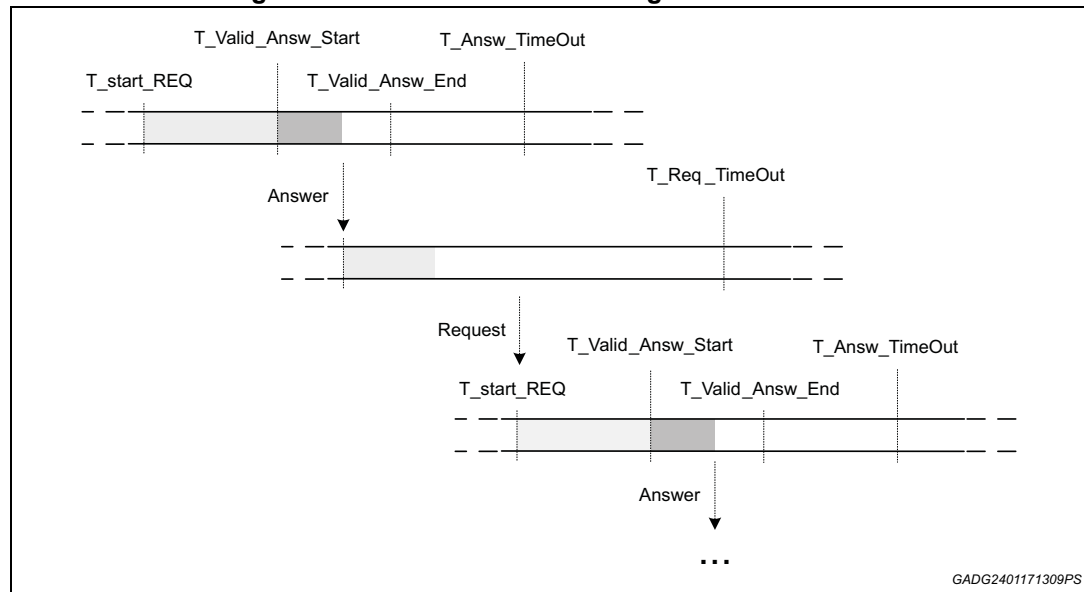 T_Valid_Answ_Start T_Answ_TimeOut
T_start_REQ T_Valid_Answ_End
Answer
T_Req_TimeOut
Request
T_Valid_Answ_Start T_Answ_TimeOut
T_start_REQ T_Valid_Answ_End
Answer
...
GADG2401171309PS